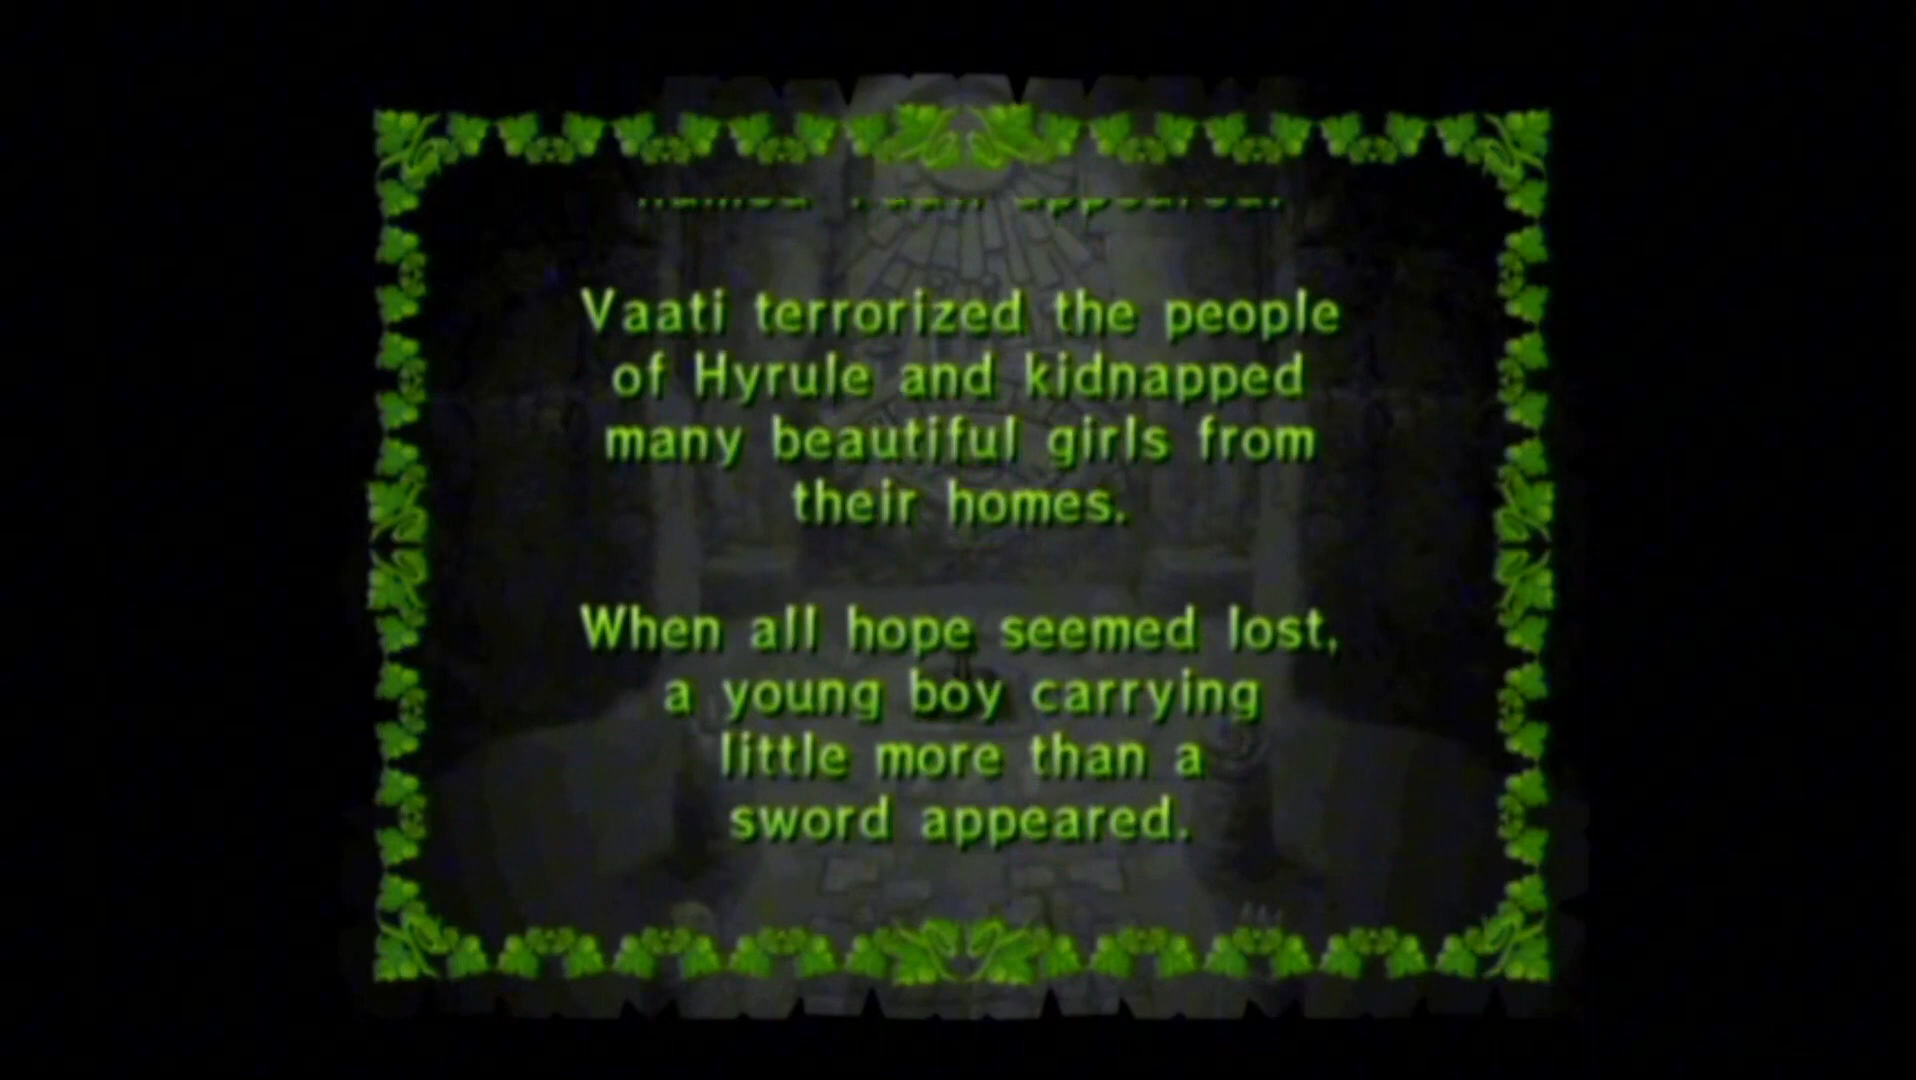 Vaati terrorized the people
of Hyrule and kidnapped
many beautiful girls from
their homes.
When all hope seemed lost,
a young boy carrying
little more than a
sword appeared.